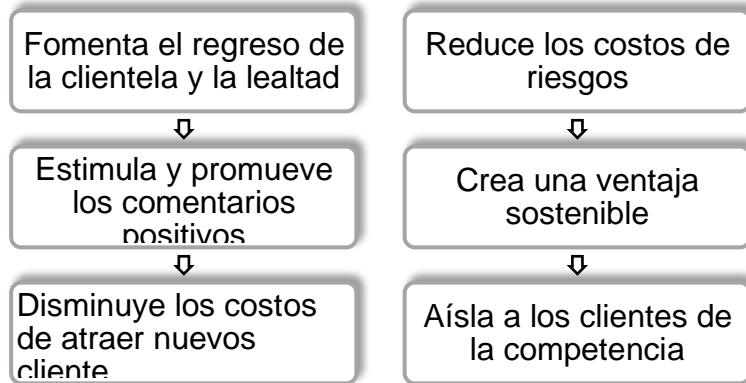 Fomenta el regreso de
la clientela y la lealtad
Estimula y promueve
los comentarios
positivos
Disminuye los costos
de atraer nuevos
cliente
Reduce los costos de
riesgos
Crea una ventaja
sostenible
Aísla a los clientes de
la competencia